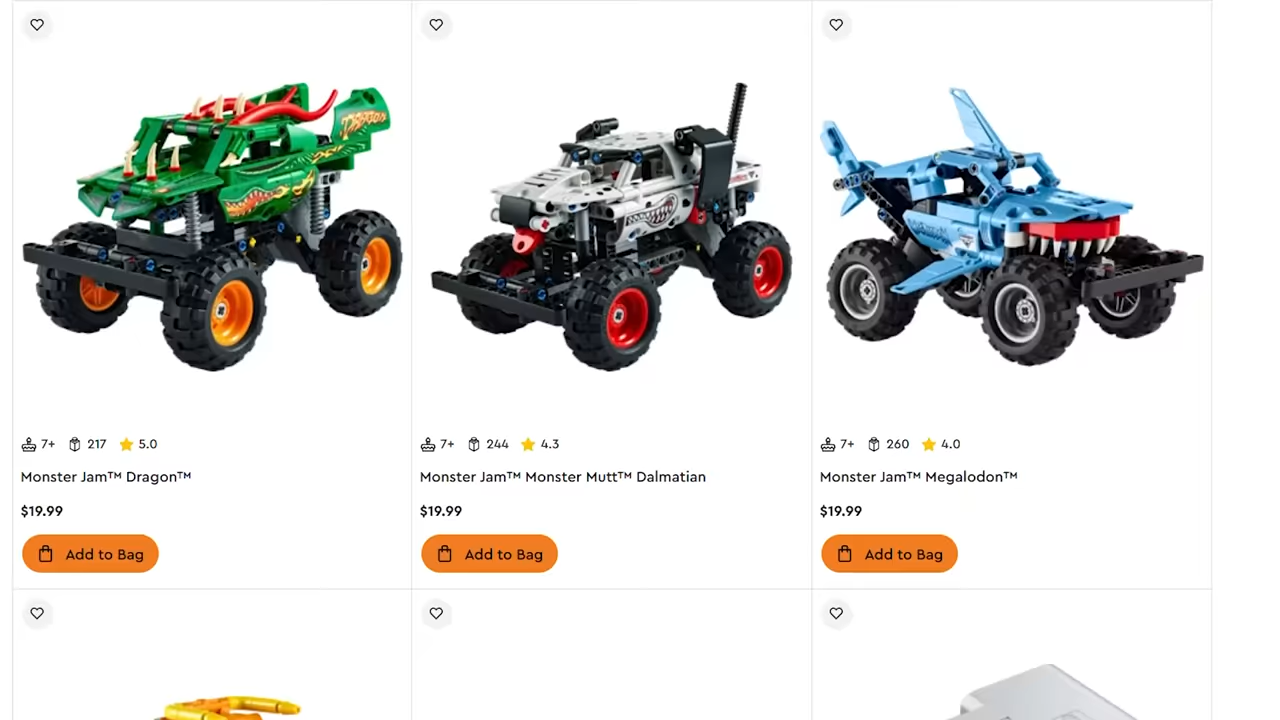 DRAGON
7+ 217 5.0
Monster Jam™ Dragon™
$19.99
Add to Bag
7+ 244 4.3
Monster Jam™ Monster Mutt™ Dalmatian
$19.99
Add to Bag
7+ 260 4.0
Monster Jam™ Megalodon™
$19.99
Add to Bag